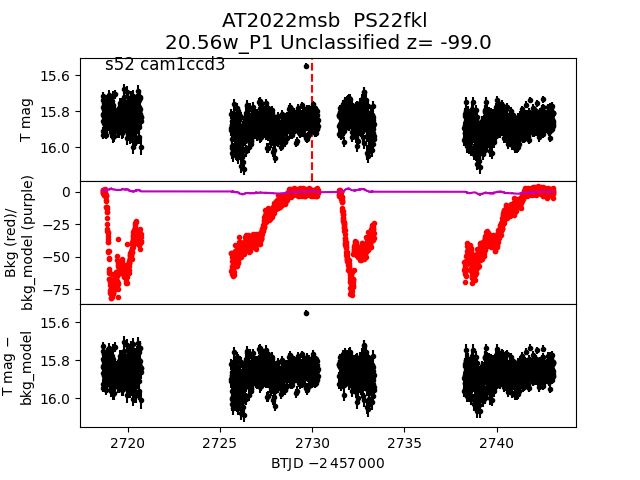 AT2022msb  PS22fkl
20.56w_P1 Unclassified z= -99.0
s52 cam1ccd3
15.6
15.8
16.0
T mag
0
−25
−50
−75
Bkg (red)/
bkg_model (purple)
15.6
15.8
16.0
T mag −
bkg_model
2720
2725
2730
2735
2740
BTJD −2 457 000